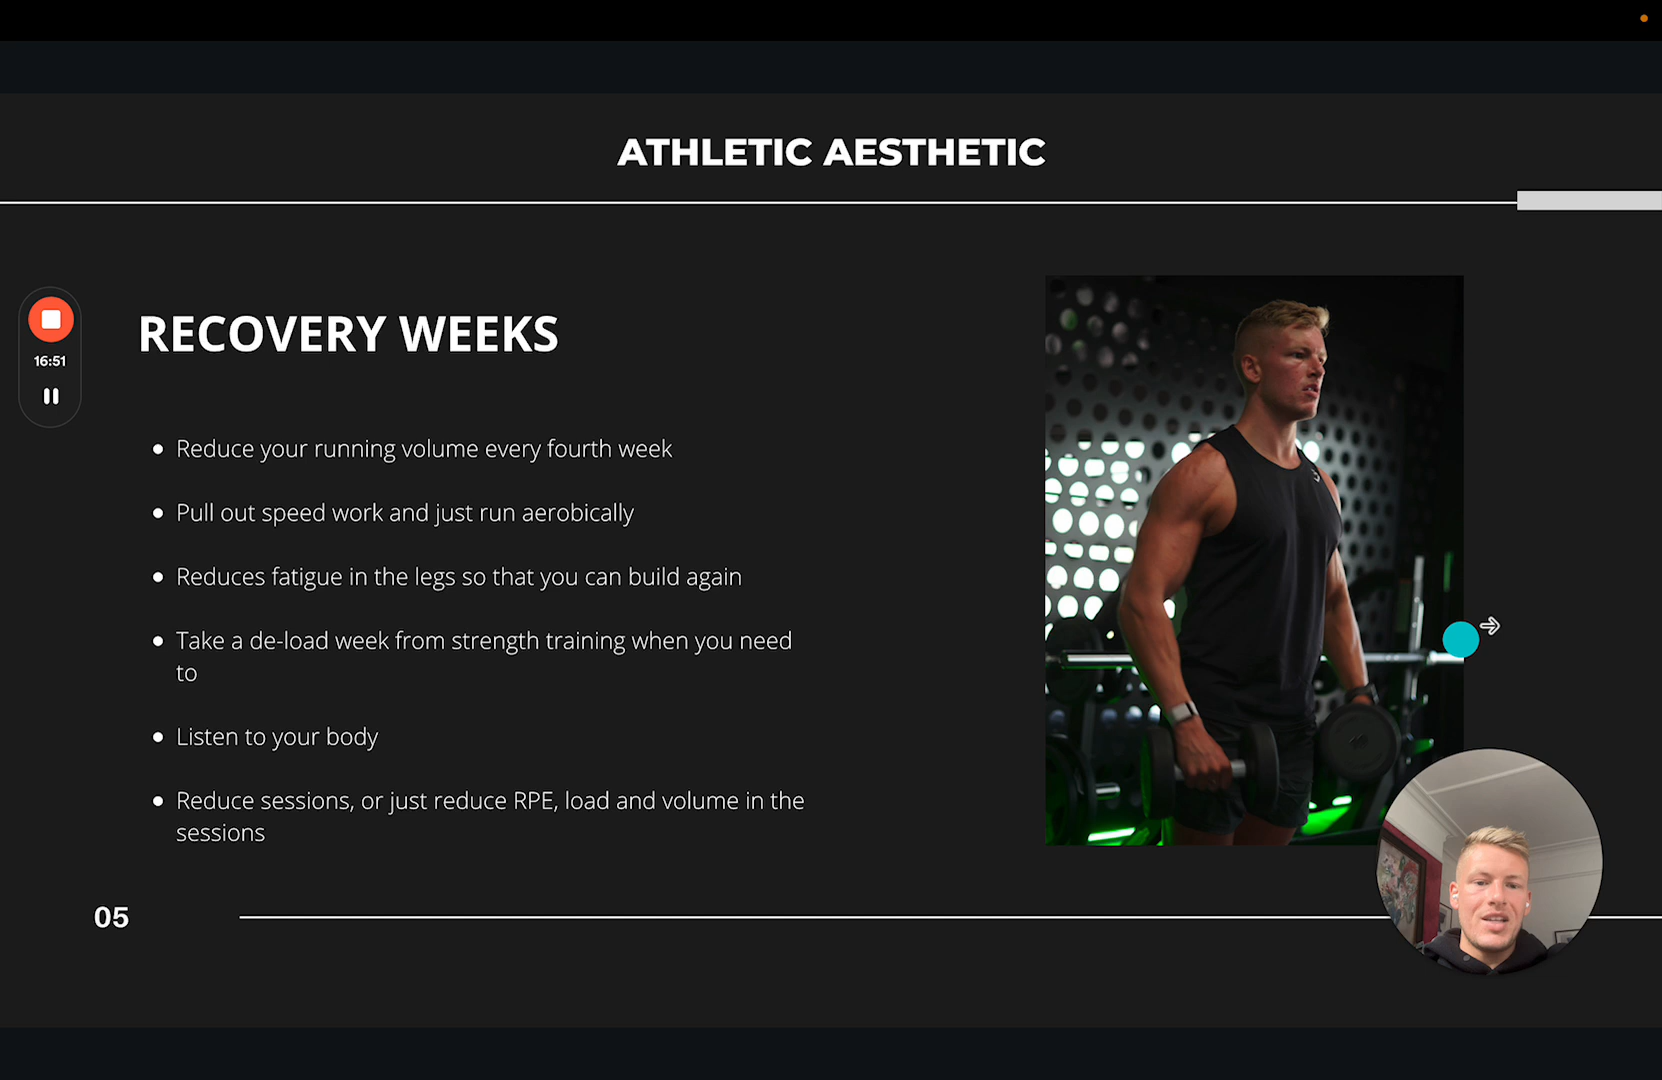 ATHLETIC AESTHETIC
RECOVERY WEEKS
16:51
Reduce your running volume every fourth week
Pull out speed work and just run aerobically
Reduces fatigue in the legs so that you can build again
Take a de-load week from strength training when you need
to
Listen to your body
Reduce sessions, or just reduce RPE, load and volume in the
sessions
05